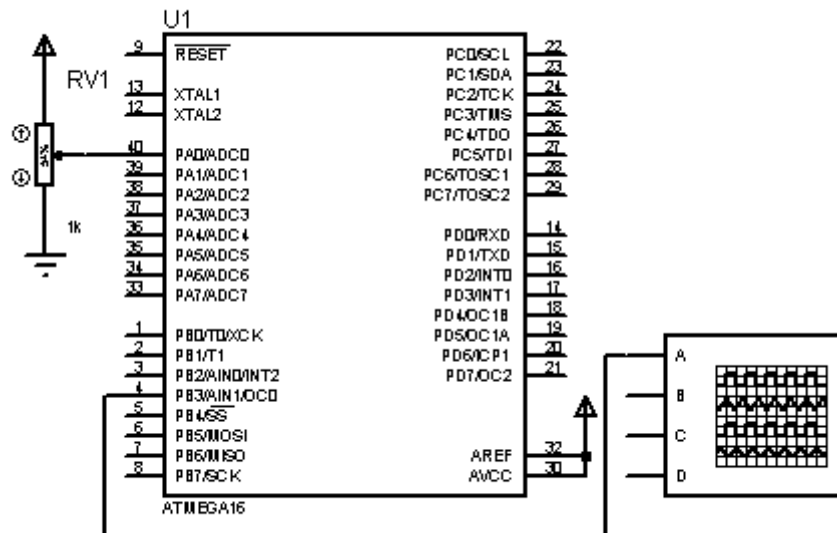 U1
RV1
1k
9 RESET
13 XTAL1
12 XTAL2
40 PA0/ADC0
39 PA1/ADC1
38 PA2/ADC2
37 PA3/ADC3
36 PA4/ADC4
35 PA5/ADC5
34 PA6/ADC6
33 PA7/ADC7
1 PB0/T0/XCK
2 PB1/T1
3 PB2/AIN0/INT2
4 PB3/AIN1/OC0
5 PB4/SS
6 PB5/MOSI
7 PB6/MISO
8 PB7/SCK
PC0/SCL 22
PC1/SDA 23
PC2/TCK 24
PC3/TMS 25
PC4/TDO 26
PC5/TDI 27
PC6/TOSC1 28
PC7/TOSC2 29
PD0/RXD 14
PD1/TXD 15
PD2/INT0 16
PD3/INT1 17
PD4/OC1B 18
PD5/OC1A 19
PD6/ICP1 20
PD7/OC2 21
AREF 32
AVCC 30
ATMEGA16
A
B
C
D